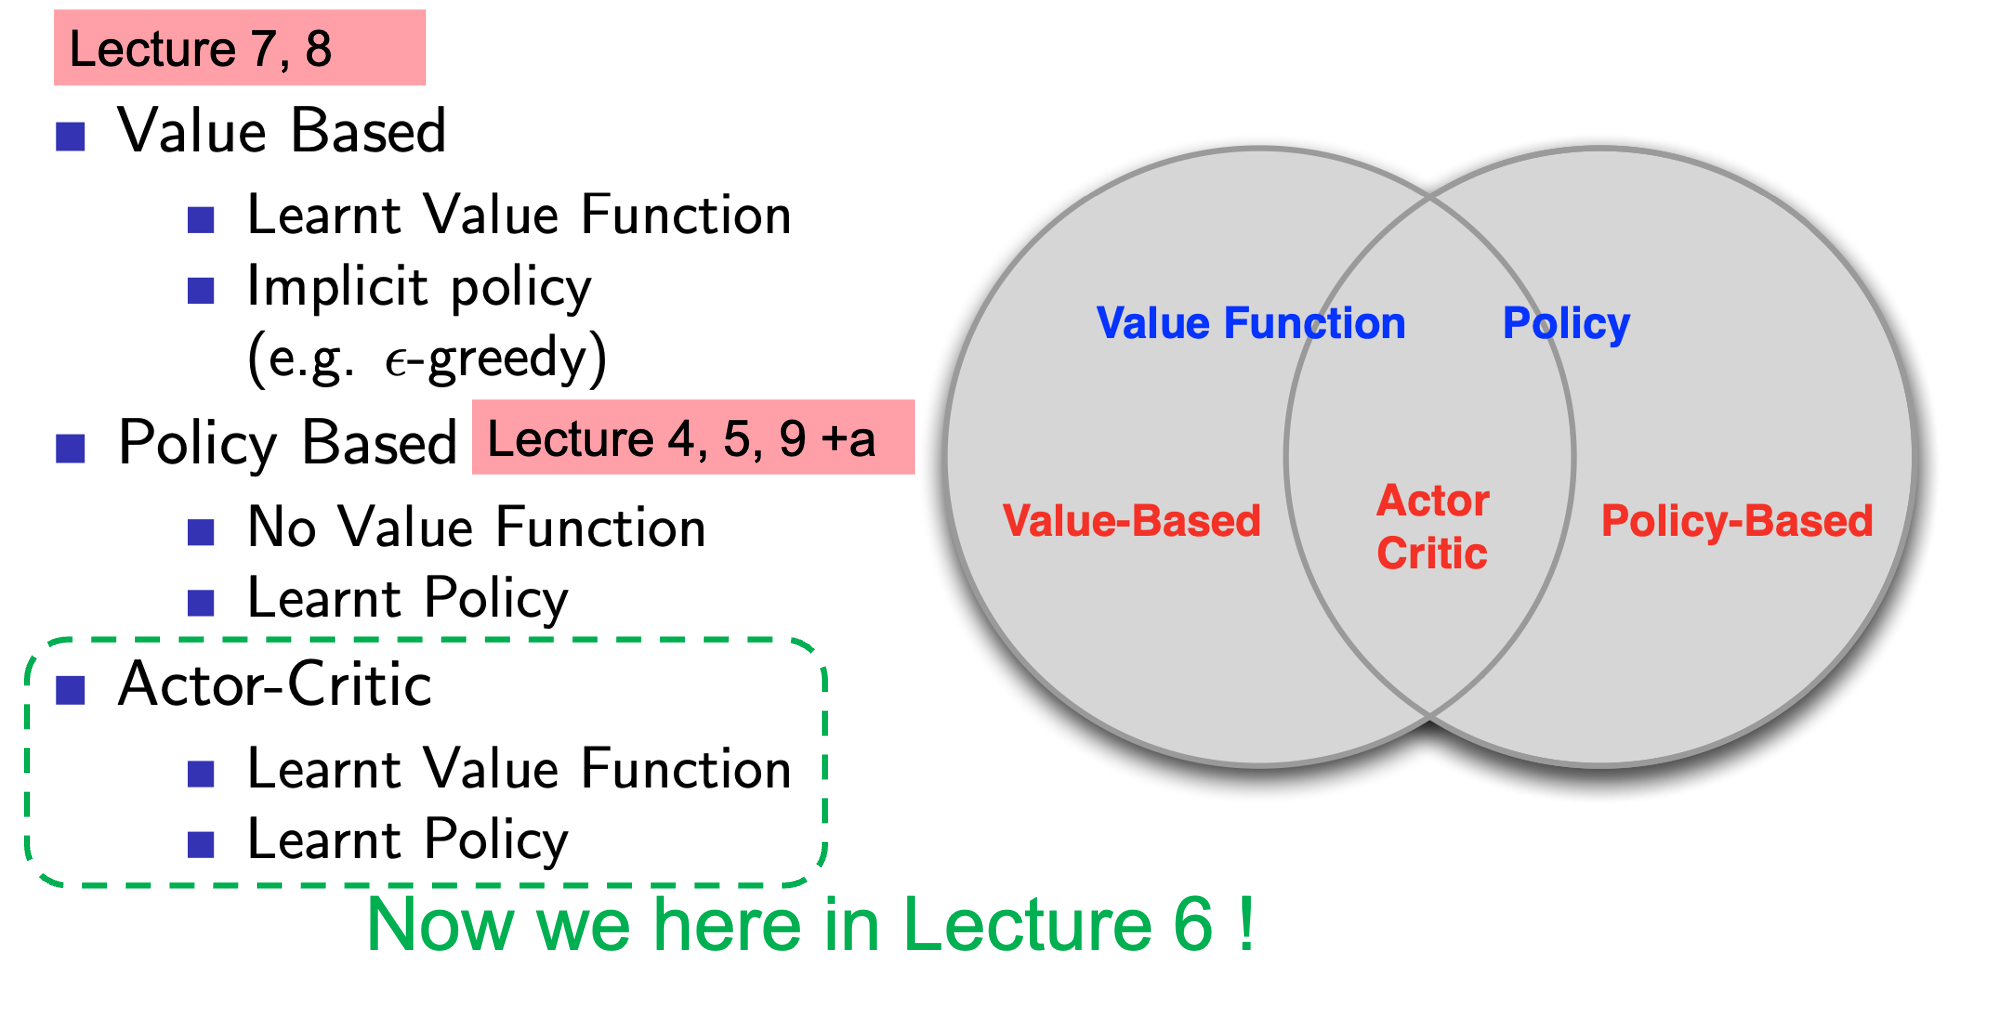 Lecture 7, 8
Value Based
Learnt Value Function
Implicit policy
(e.g. ϵ-greedy)
Policy Based
Lecture 4, 5, 9 +a
No Value Function
Learnt Policy
Actor-Critic
Learnt Value Function
Learnt Policy
Now we here in Lecture 6 !
Value Function
Policy
Value-Based
Actor
Critic
Policy-Based